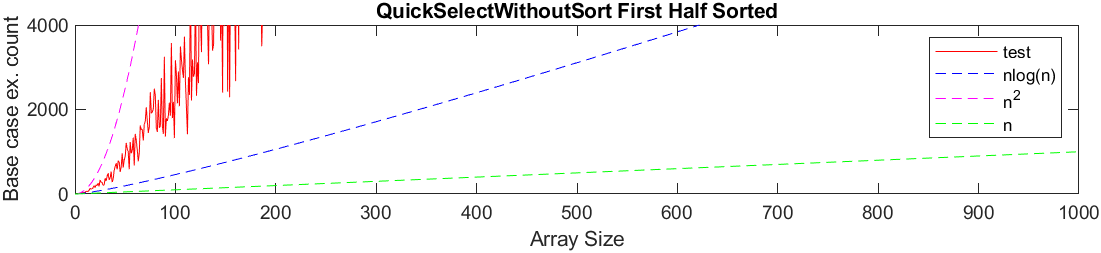 QuickSelectWithoutSort First Half Sorted
Base case ex. count
4000
2000
0
test
nlog(n)
n²
n
0 100 200 300 400 500 600 700 800 900 1000
Array Size